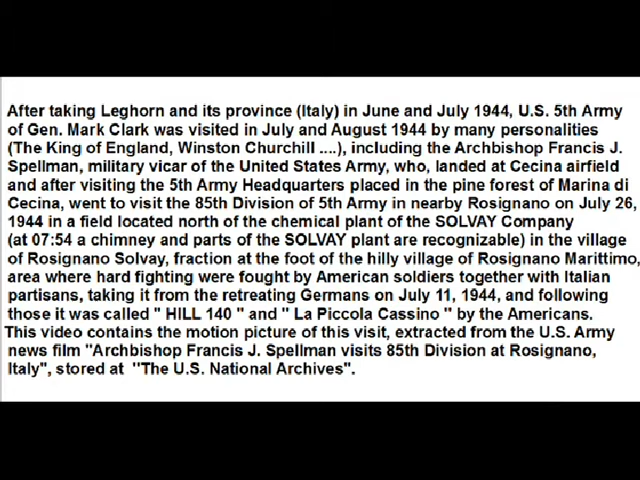 After taking Leghorn and its province (Italy) in June and July 1944, U.S. 5th Army
of Gen. Mark Clark was visited in July and August 1944 by many personalities
(The King of England, Winston Churchill ....), including the Archbishop Francis J.
Spellman, military vicar of the United States Army, who, landed at Cecina airfield
and after visiting the 5th Army Headquarters placed in the pine forest of Marina di
Cecina, went to visit the 85th Division of 5th Army in nearby Rosignano on July 26,
1944 in a field located north of the chemical plant of the SOLVAY Company
(at 07:54 a chimney and parts of the SOLVAY plant are recognizable) in the village
of Rosignano Solvay, fraction at the foot of the hilly village of Rosignano Marittimo,
area where hard fighting were fought by American soldiers together with Italian
partisans, taking it from the retreating Germans on July 11, 1944, and following
those it was called " HILL 140 " and " La Piccola Cassino " by the Americans.
This video contains the motion picture of this visit, extracted from the U.S. Army
news film "Archbishop Francis J. Spellman visits 85th Division at Rosignano,
Italy", stored at "The U.S. National Archives".